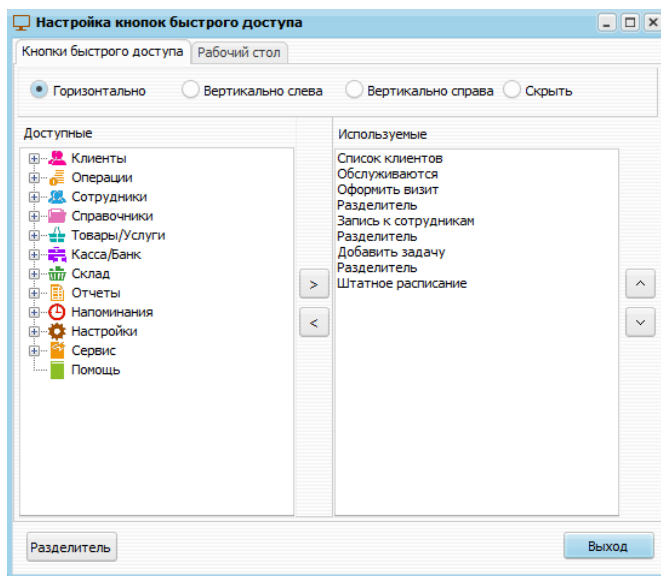 Настройка кнопок быстрого доступа
Кнопки быстрого доступа Рабочий стол
Горизонтально Вертикально слева Вертикально справа Скрыть
Доступные
Клиенты
Операции
Сотрудники
Справочники
Товары/Услуги
Касса/Банк
Склад
Отчеты
Напоминания
Настройки
Сервис
Помощь
>
<
Используемые
Список клиентов
Обслуживаются
Оформить визит
Разделитель
Запись к сотрудникам
Разделитель
Добавить задачу
Разделитель
Штатное расписание
Разделитель
Выход